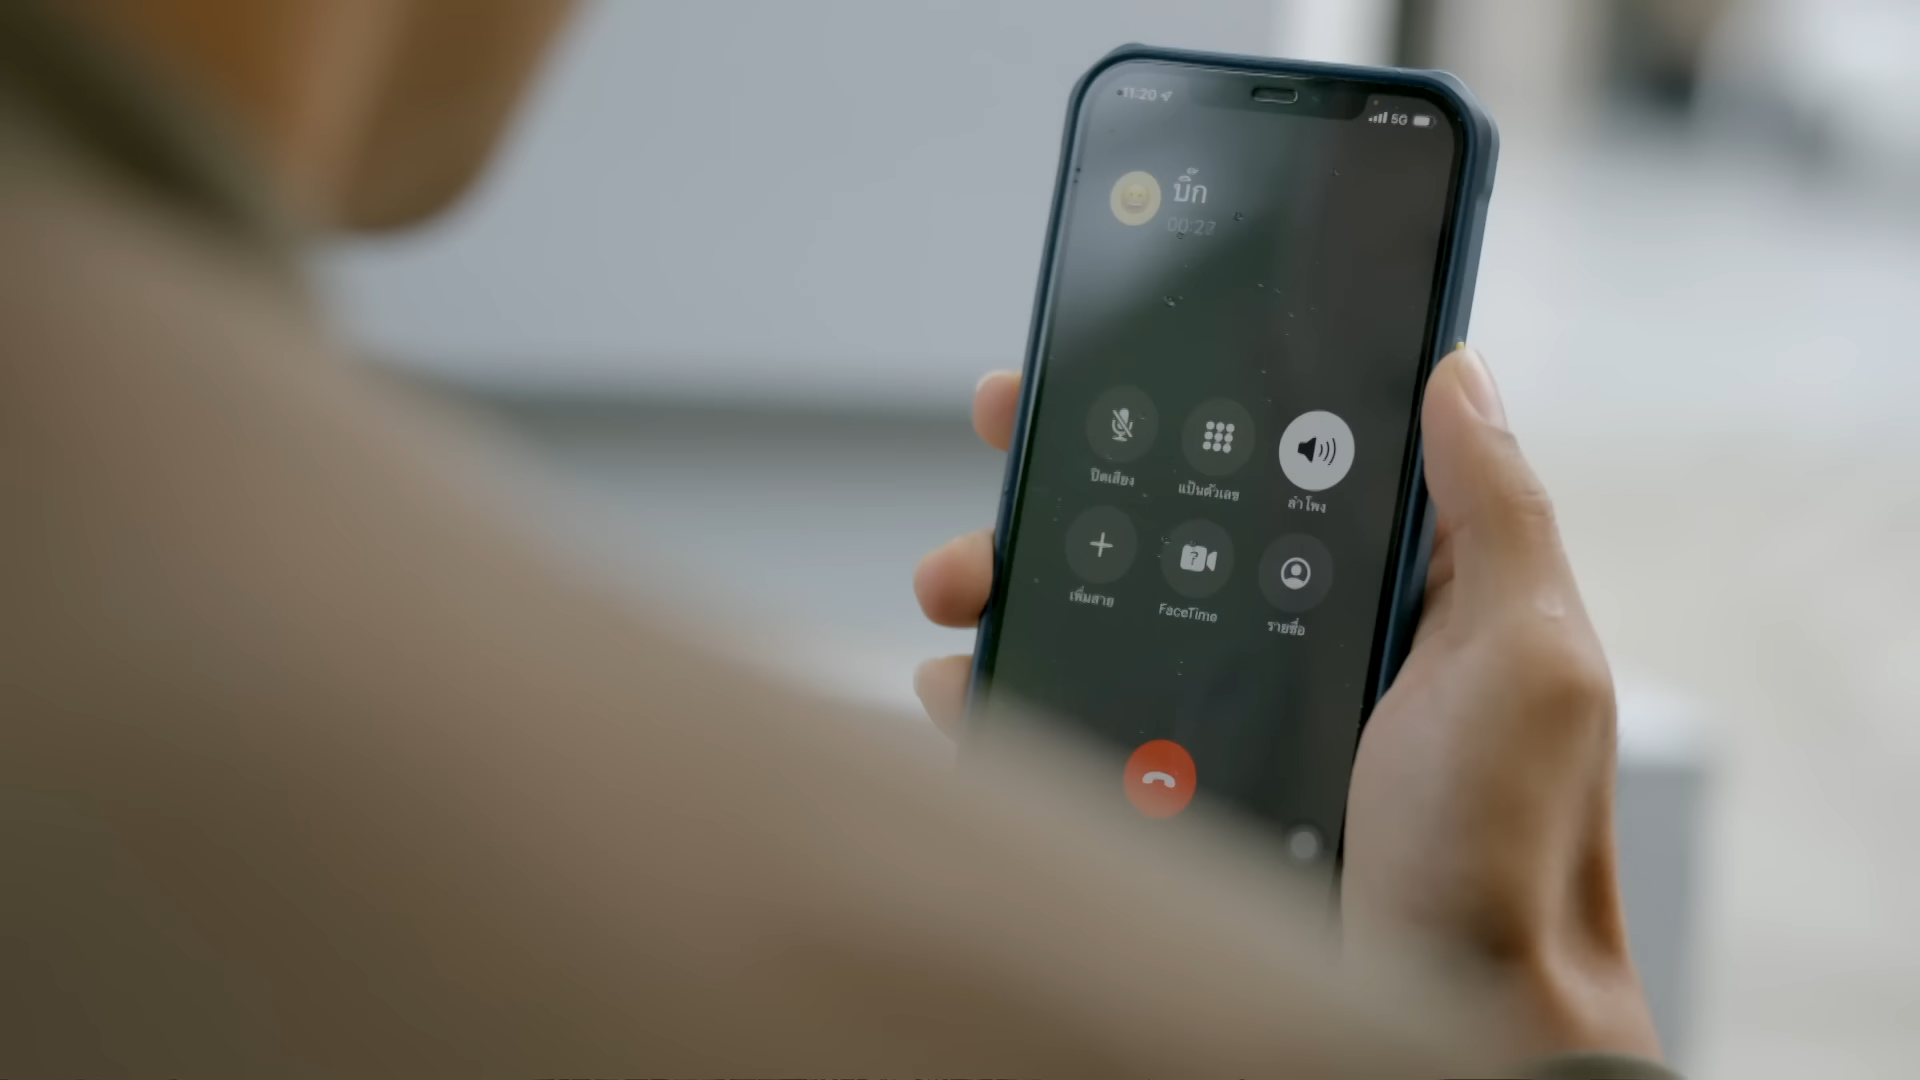 11:20
5G
บิ๊ก
00:27
ปิดเสียง
แป้นตัวเลข
ลำโพง
เพิ่มสาย
FaceTime
รายชื่อ